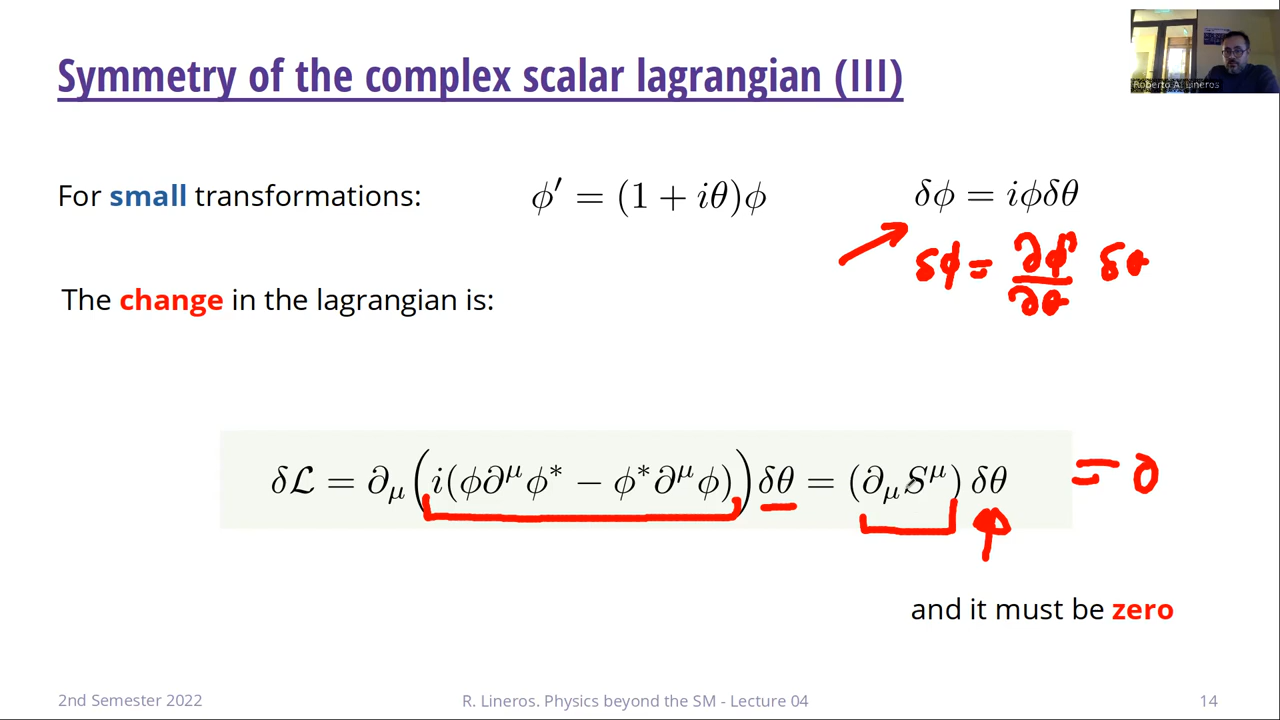 Symmetry of the complex scalar lagrangian (III)
Roberto A. Lineros
For small transformations: ϕ′ = (1 + iθ)ϕ δϕ = iϕδθ
δϕ = ∂ϕ′/∂θ δθ
The change in the lagrangian is:
δℒ = ∂_μ(i(ϕ∂^μϕ* − ϕ*∂^μϕ))δθ = (∂_μS^μ) δθ = 0
and it must be zero
2nd Semester 2022
R. Lineros. Physics beyond the SM - Lecture 04
14